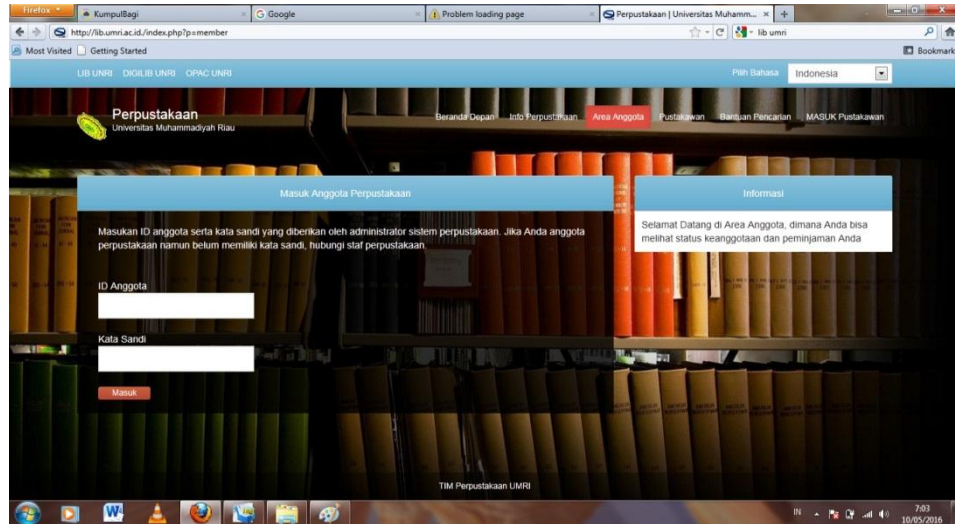 Firefox
KumpulBagi
Google
Problem loading page
Perpustakaan | Universitas Muhamm...
http://lib.umri.ac.id./index.php?p=member
lib umri
Most Visited
Getting Started
Bookmark
LIB UNRI
DIGILIB UNRI
OPAC UNRI
Pilih Bahasa
Indonesia
Perpustakaan
Universitas Muhammadiyah Riau
Beranda Depan
Info Perpustakaan
Area Anggota
Pustakawan
Bantuan Pencarian
MASUK Pustakawan
Masuk Anggota Perpustakaan
Masukan ID anggota serta kata sandi yang diberikan oleh administrator sistem perpustakaan. Jika Anda anggota
perpustakaan namun belum memiliki kata sandi, hubungi staf perpustakaan.
ID Anggota
Kata Sandi
Masuk
Informasi
Selamat Datang di Area Anggota, dimana Anda bisa
melihat status keanggotaan dan peminjaman Anda
TIM Perpustakaan UMRI
IN
7:03
10/05/2016